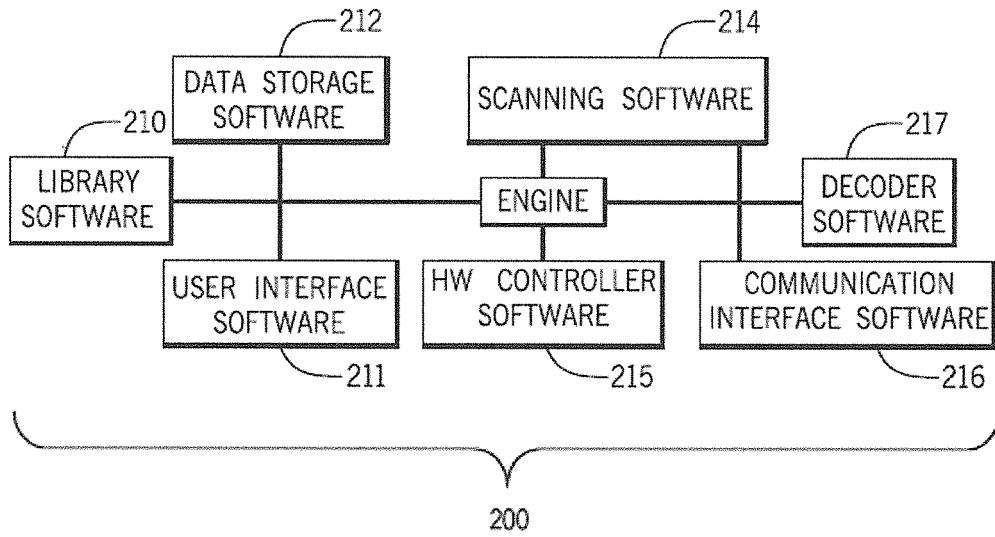 212
214
DATA STORAGE
SOFTWARE
SCANNING SOFTWARE
210
217
LIBRARY
SOFTWARE
ENGINE
DECODER
SOFTWARE
USER INTERFACE
SOFTWARE
HW CONTROLLER
SOFTWARE
COMMUNICATION
INTERFACE SOFTWARE
211
215
216
200